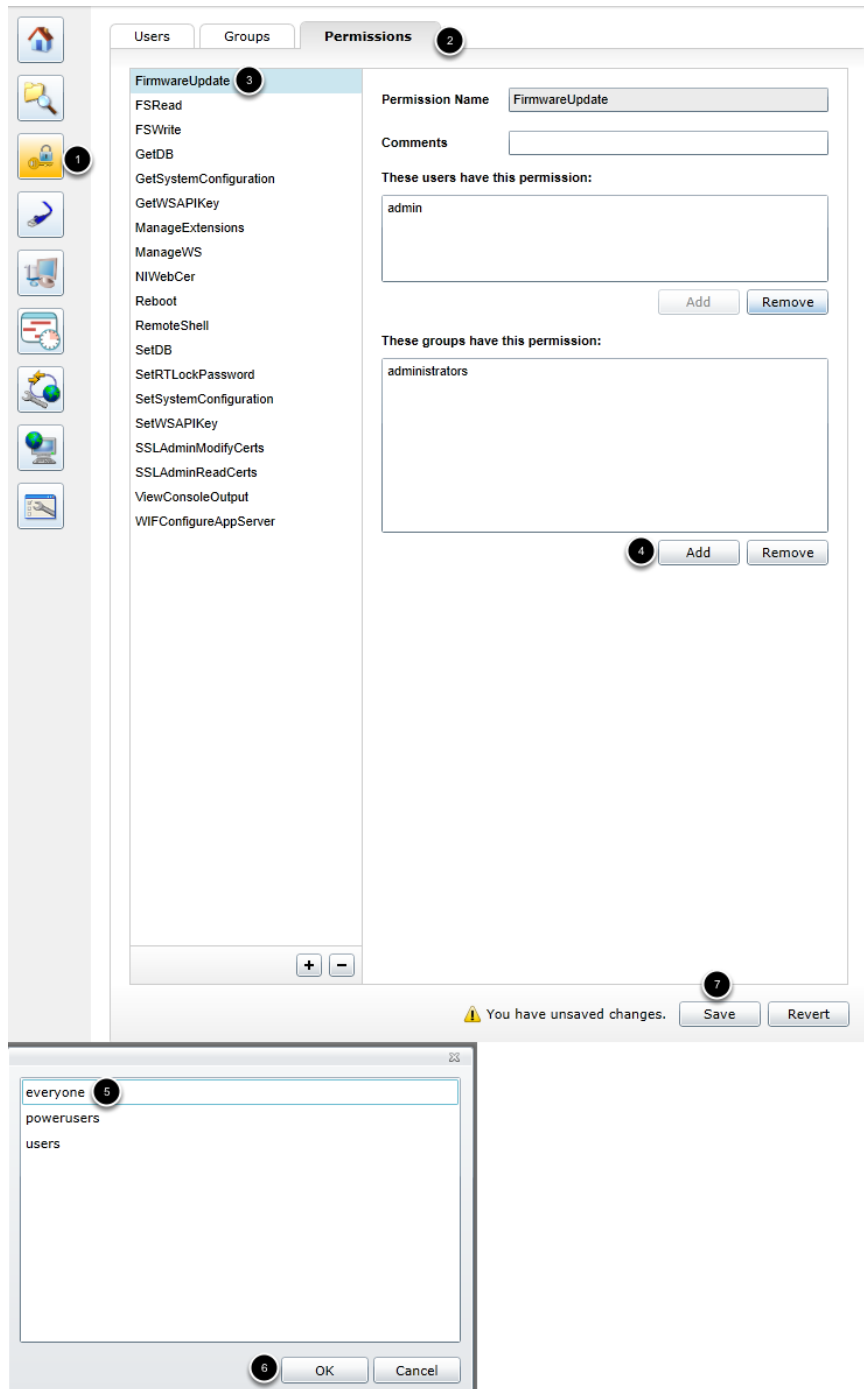 Users Groups Permissions 2
FirmwareUpdate 3
FSRead
FSWrite
1 GetDB
GetSystemConfiguration
GetWSAPIKey
ManageExtensions
ManageWS
NIWebCer
Reboot
RemoteShell
SetDB
SetRTLockPassword
SetSystemConfiguration
SetWSAPIKey
SSLAdminModifyCerts
SSLAdminReadCerts
ViewConsoleOutput
WIFConfigureAppServer
+ −
Permission Name FirmwareUpdate
Comments
These users have this permission:
admin
Add Remove
These groups have this permission:
administrators
4 Add Remove
7
You have unsaved changes. Save Revert
everyone 5
powerusers
users
6 OK Cancel